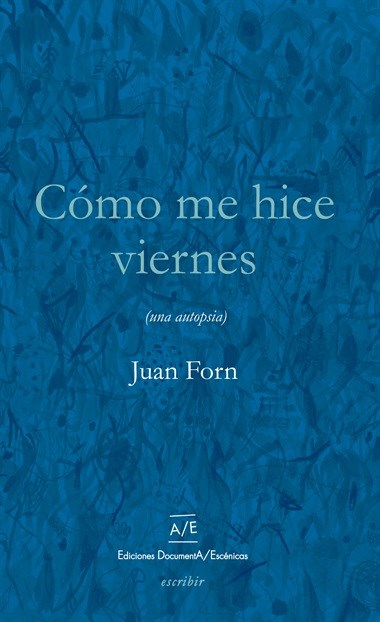 Cómo me hice
viernes
(una autopsia)
Juan Forn
A/E
Ediciones DocumentA/Escénicas
escribir